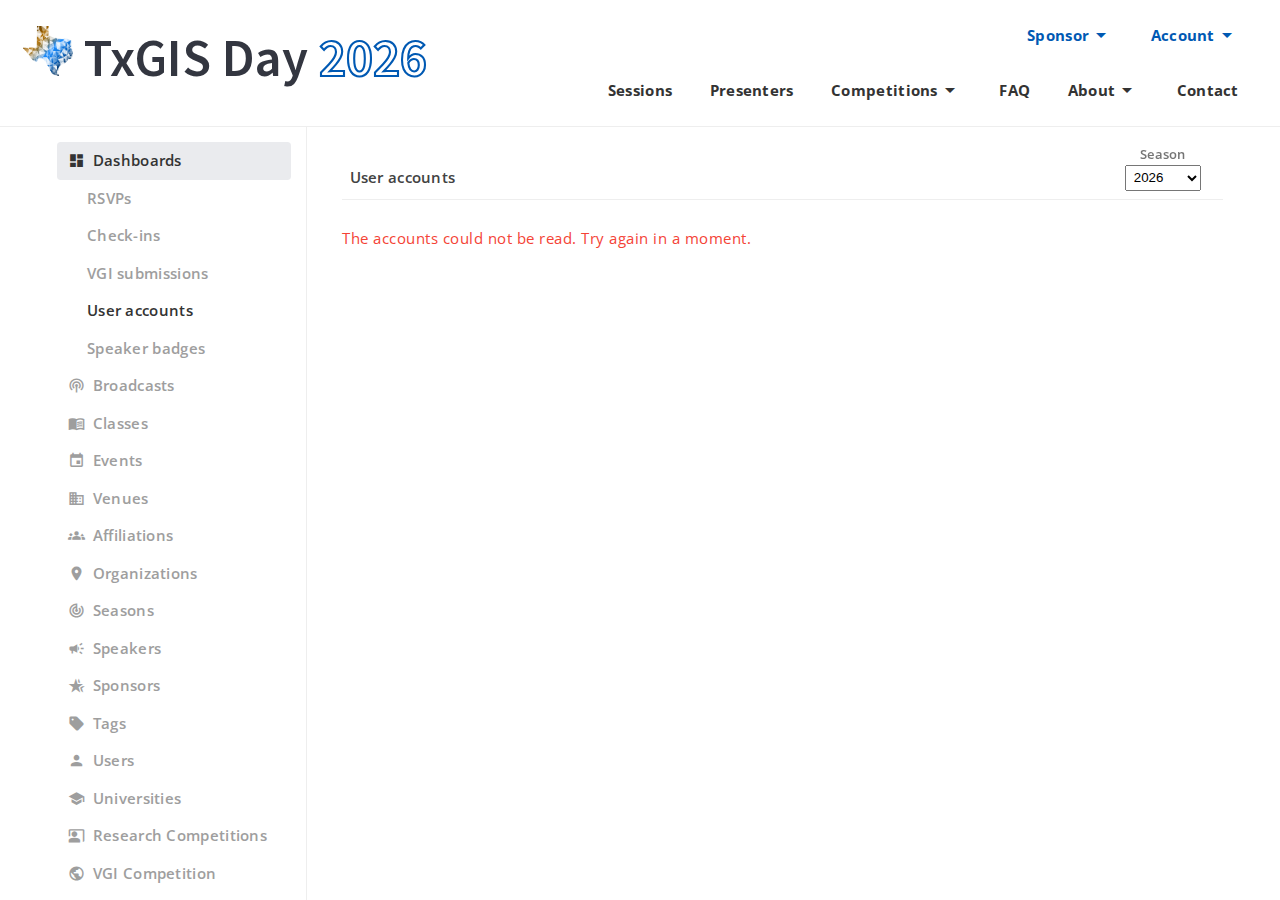 TxGIS Day 2026
Sponsor
Account
Sessions
Presenters
Competitions
FAQ
About
Contact
Dashboards
RSVPs
Check-ins
VGI submissions
User accounts
Speaker badges
Broadcasts
Classes
Events
Venues
Affiliations
Organizations
Seasons
Speakers
Sponsors
Tags
Users
Universities
Research Competitions
VGI Competition
Season
User accounts
2026
The accounts could not be read. Try again in a moment.